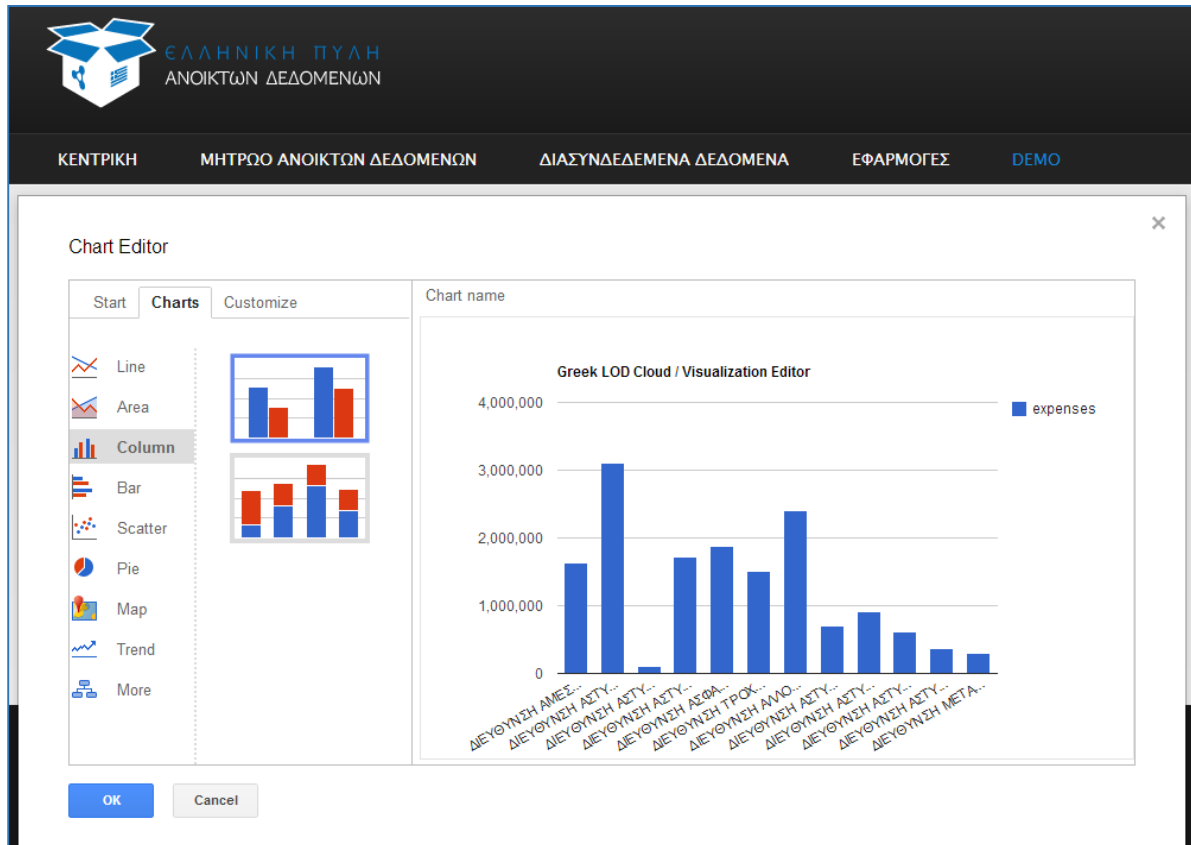 ΕΛΛΗΝΙΚΗ ΠΥΛΗ
ΑΝΟΙΚΤΩΝ ΔΕΔΟΜΕΝΩΝ
ΚΕΝΤΡΙΚΗ ΜΗΤΡΩΟ ΑΝΟΙΚΤΩΝ ΔΕΔΟΜΕΝΩΝ ΔΙΑΣΥΝΔΕΔΕΜΕΝΑ ΔΕΔΟΜΕΝΑ ΕΦΑΡΜΟΓΕΣ DEMO
×
Chart Editor
Start Charts Customize
Line
Area
Column
Bar
Scatter
Pie
Map
Trend
More
Chart name
Greek LOD Cloud / Visualization Editor
4,000,000
3,000,000
2,000,000
1,000,000
0
expenses
ΔΙΕΥΘΥΝΣΗ ΑΜΕΣ...
ΔΙΕΥΘΥΝΣΗ ΑΣΤΥ...
ΔΙΕΥΘΥΝΣΗ ΑΣΤΥ...
ΔΙΕΥΘΥΝΣΗ ΑΣΤΥ...
ΔΙΕΥΘΥΝΣΗ ΑΣΦΑ...
ΔΙΕΥΘΥΝΣΗ ΤΡΟΧ...
ΔΙΕΥΘΥΝΣΗ ΑΛΛΟ...
ΔΙΕΥΘΥΝΣΗ ΑΣΤΥ...
ΔΙΕΥΘΥΝΣΗ ΑΣΤΥ...
ΔΙΕΥΘΥΝΣΗ ΑΣΤΥ...
ΔΙΕΥΘΥΝΣΗ ΑΣΤΥ...
ΔΙΕΥΘΥΝΣΗ ΜΕΤΑ...
OK Cancel